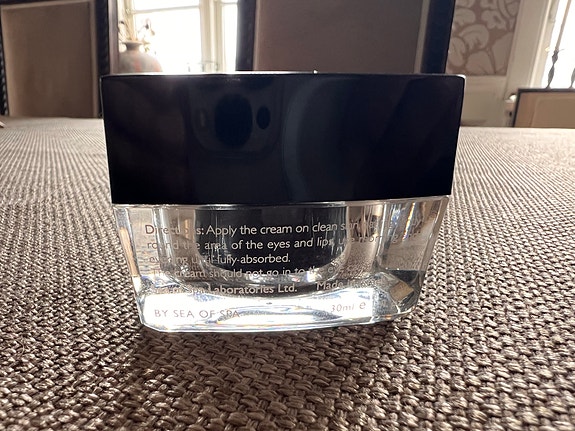 Directions: Apply the cream on clean skin
round the area of the eyes and lips,
evening until fully-absorbed.
The cream should not go in to
Laboratories Ltd. Made
BY SEA OF SPA 30ml e